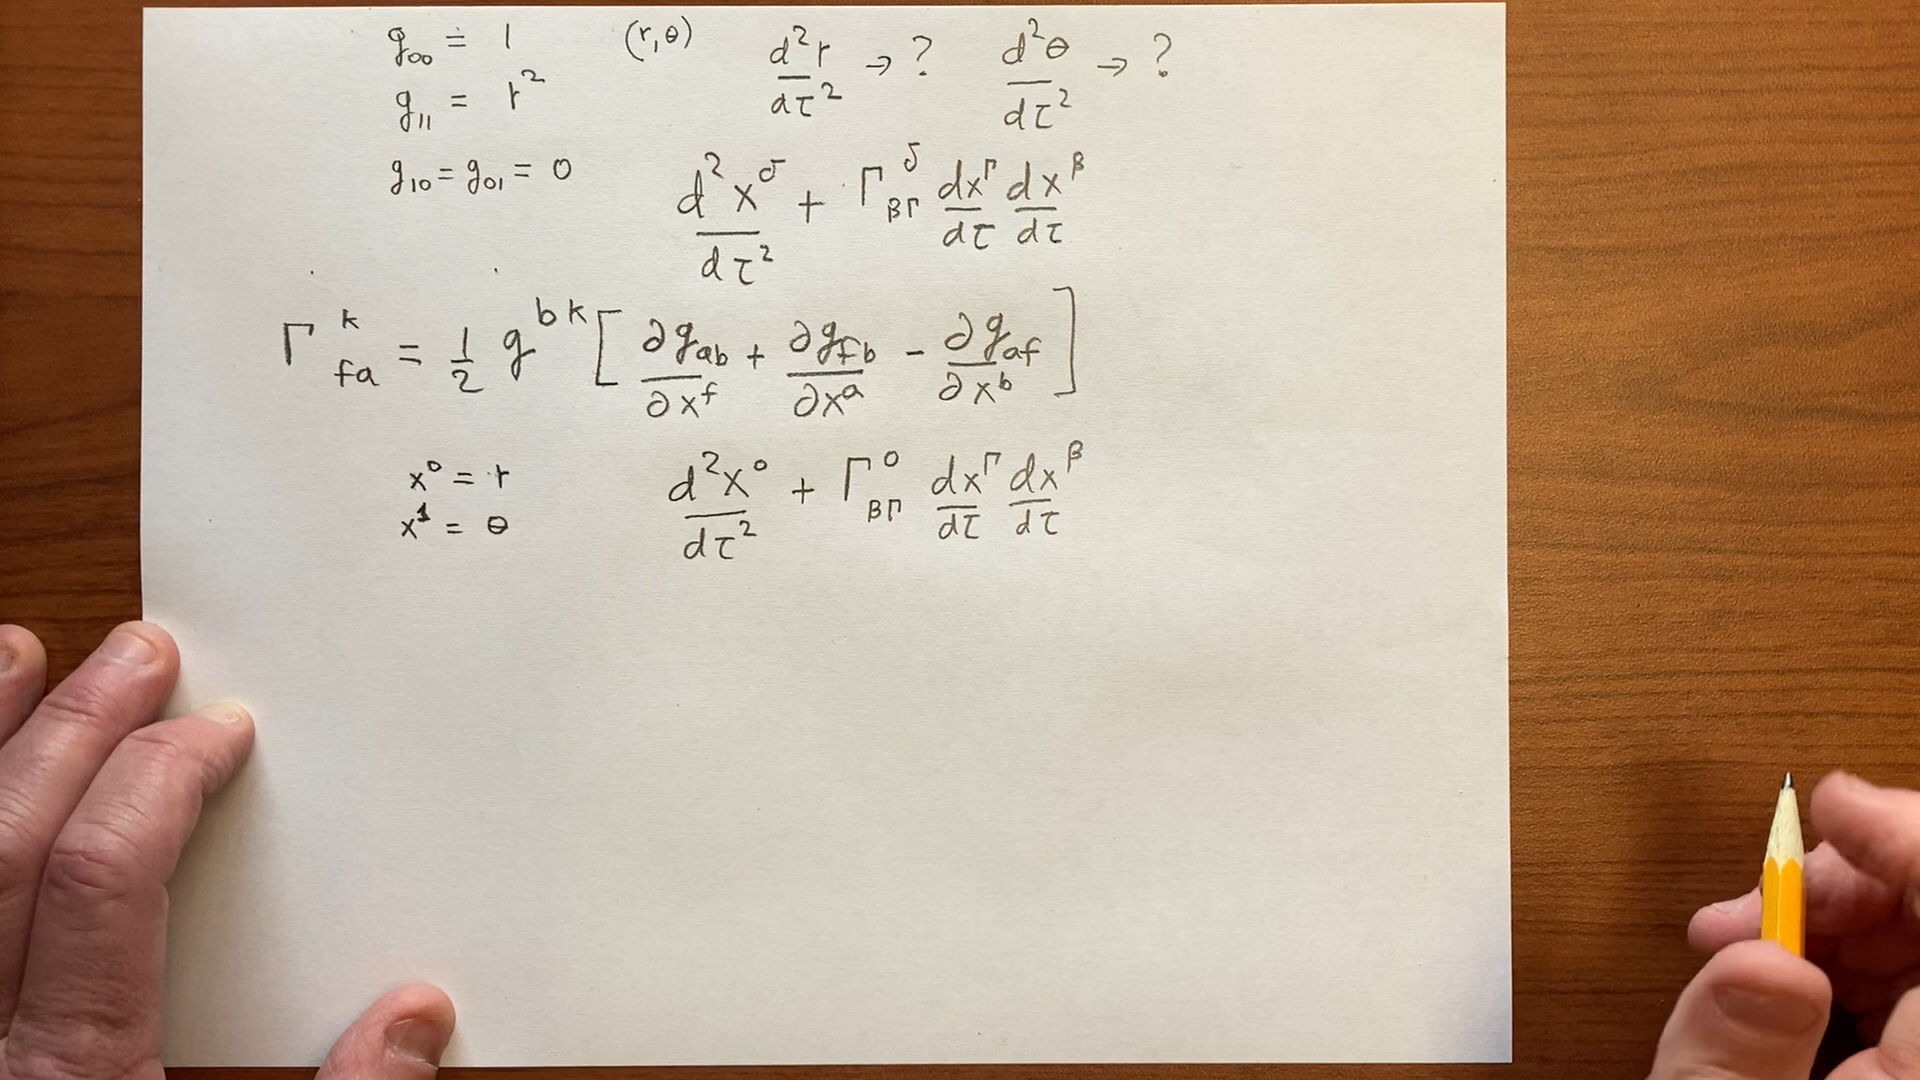 g₀₀ = 1 (r,θ) d²r/dτ² → ? d²θ/dτ² → ?
g₁₁ = r²
g₁₀ = g₀₁ = 0
d²x^δ/dτ² + Γ^δ_βΓ dx^Γ/dτ dx^β/dτ
Γ^k_fa = 1/2 g^bk [ ∂g_ab/∂x^f + ∂g_fb/∂x^a - ∂g_af/∂x^b ]
x⁰ = r d²x⁰/dτ² + Γ⁰_βΓ dx^Γ/dτ dx^β/dτ
x¹ = θ